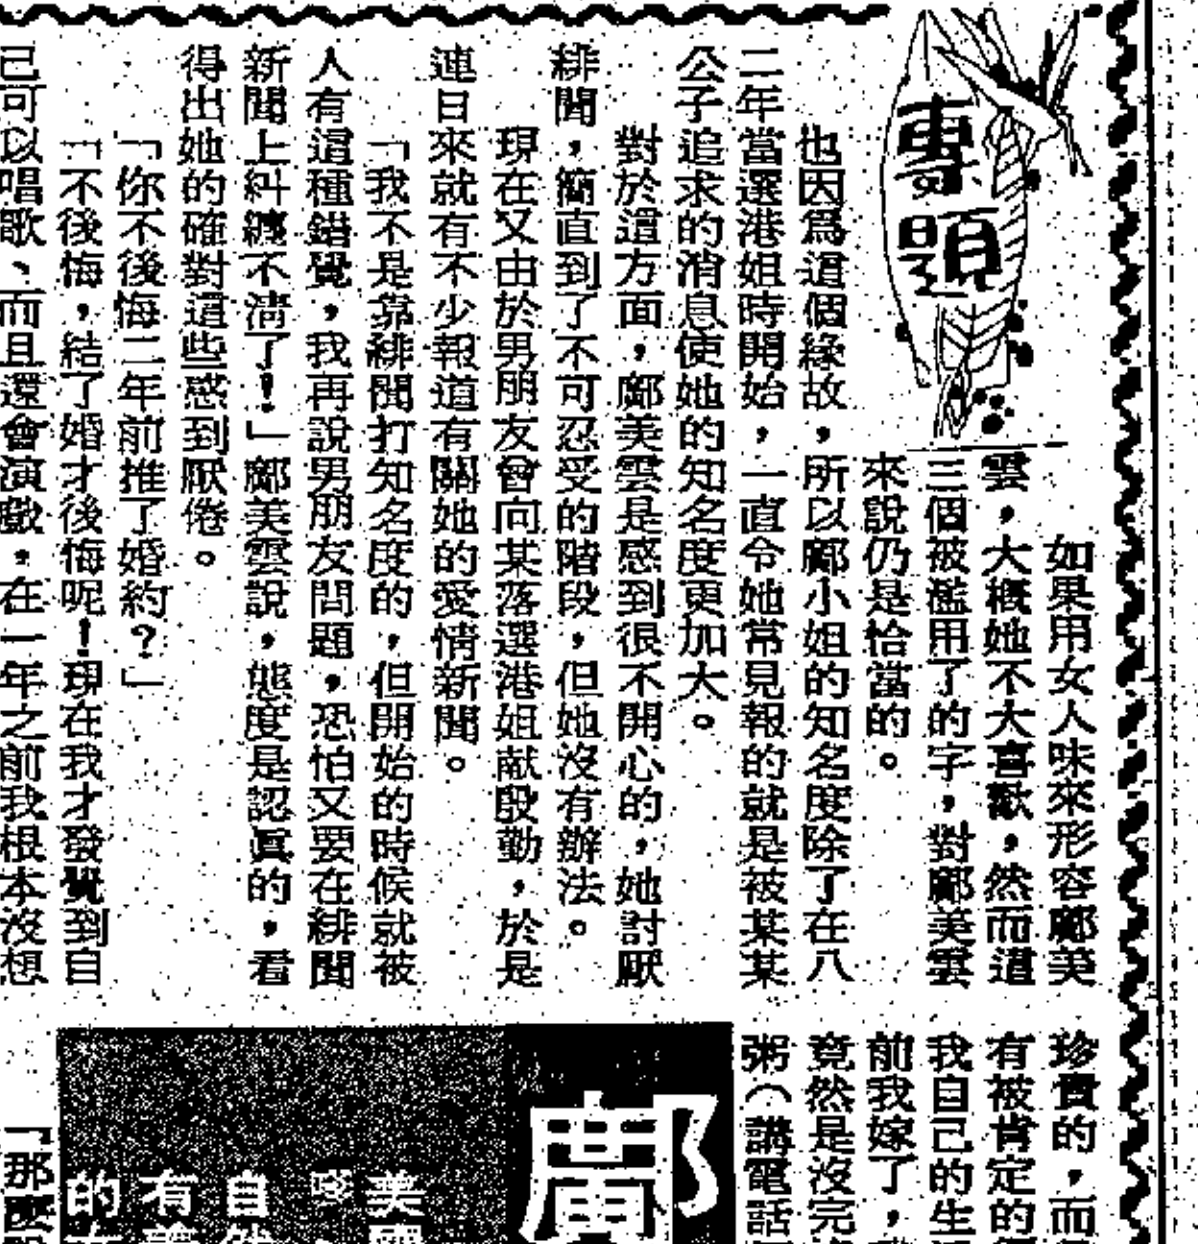 專題
如果用女人味來形容鄺美
雲，大概她不大喜歡，然而這
三個被濫用了的字，對鄺美雲
來說仍是恰當的。
也因爲這個緣故，所以鄺小姐的知名度除了在八
二年當選港姐時開始，一直令她常見報的就是被某某
公子追求的消息使她的知名度更加大。
對於這方面，鄺美雲是感到很不開心的，她討厭
緋聞，簡直到了不可忍受的階段，但她沒有辦法。
現在又由於男朋友曾向某落選港姐献殷勤，於是
連日來就有不少報道有關她的愛情新聞。
「我不是靠緋聞打知名度的，但開始的時候就被
人有這種錯覺，我再說男朋友問題，恐怕又要在緋聞
新聞上糾纏不清了！」鄺美雲說，態度是認眞的，看
得出她的確對這些感到厭倦。
「你不後悔二年前推了婚約？」
「不後悔，結了婚才後悔呢！現在我才發覺到自
己可以唱歌、而且還會演戲，在一年之前我根本沒想
珍貴的，而
有被肯定的
我自己的生
前我嫁了，
竟然是沒完
粥（講電話
鄺
美
自
有
的
「那麼